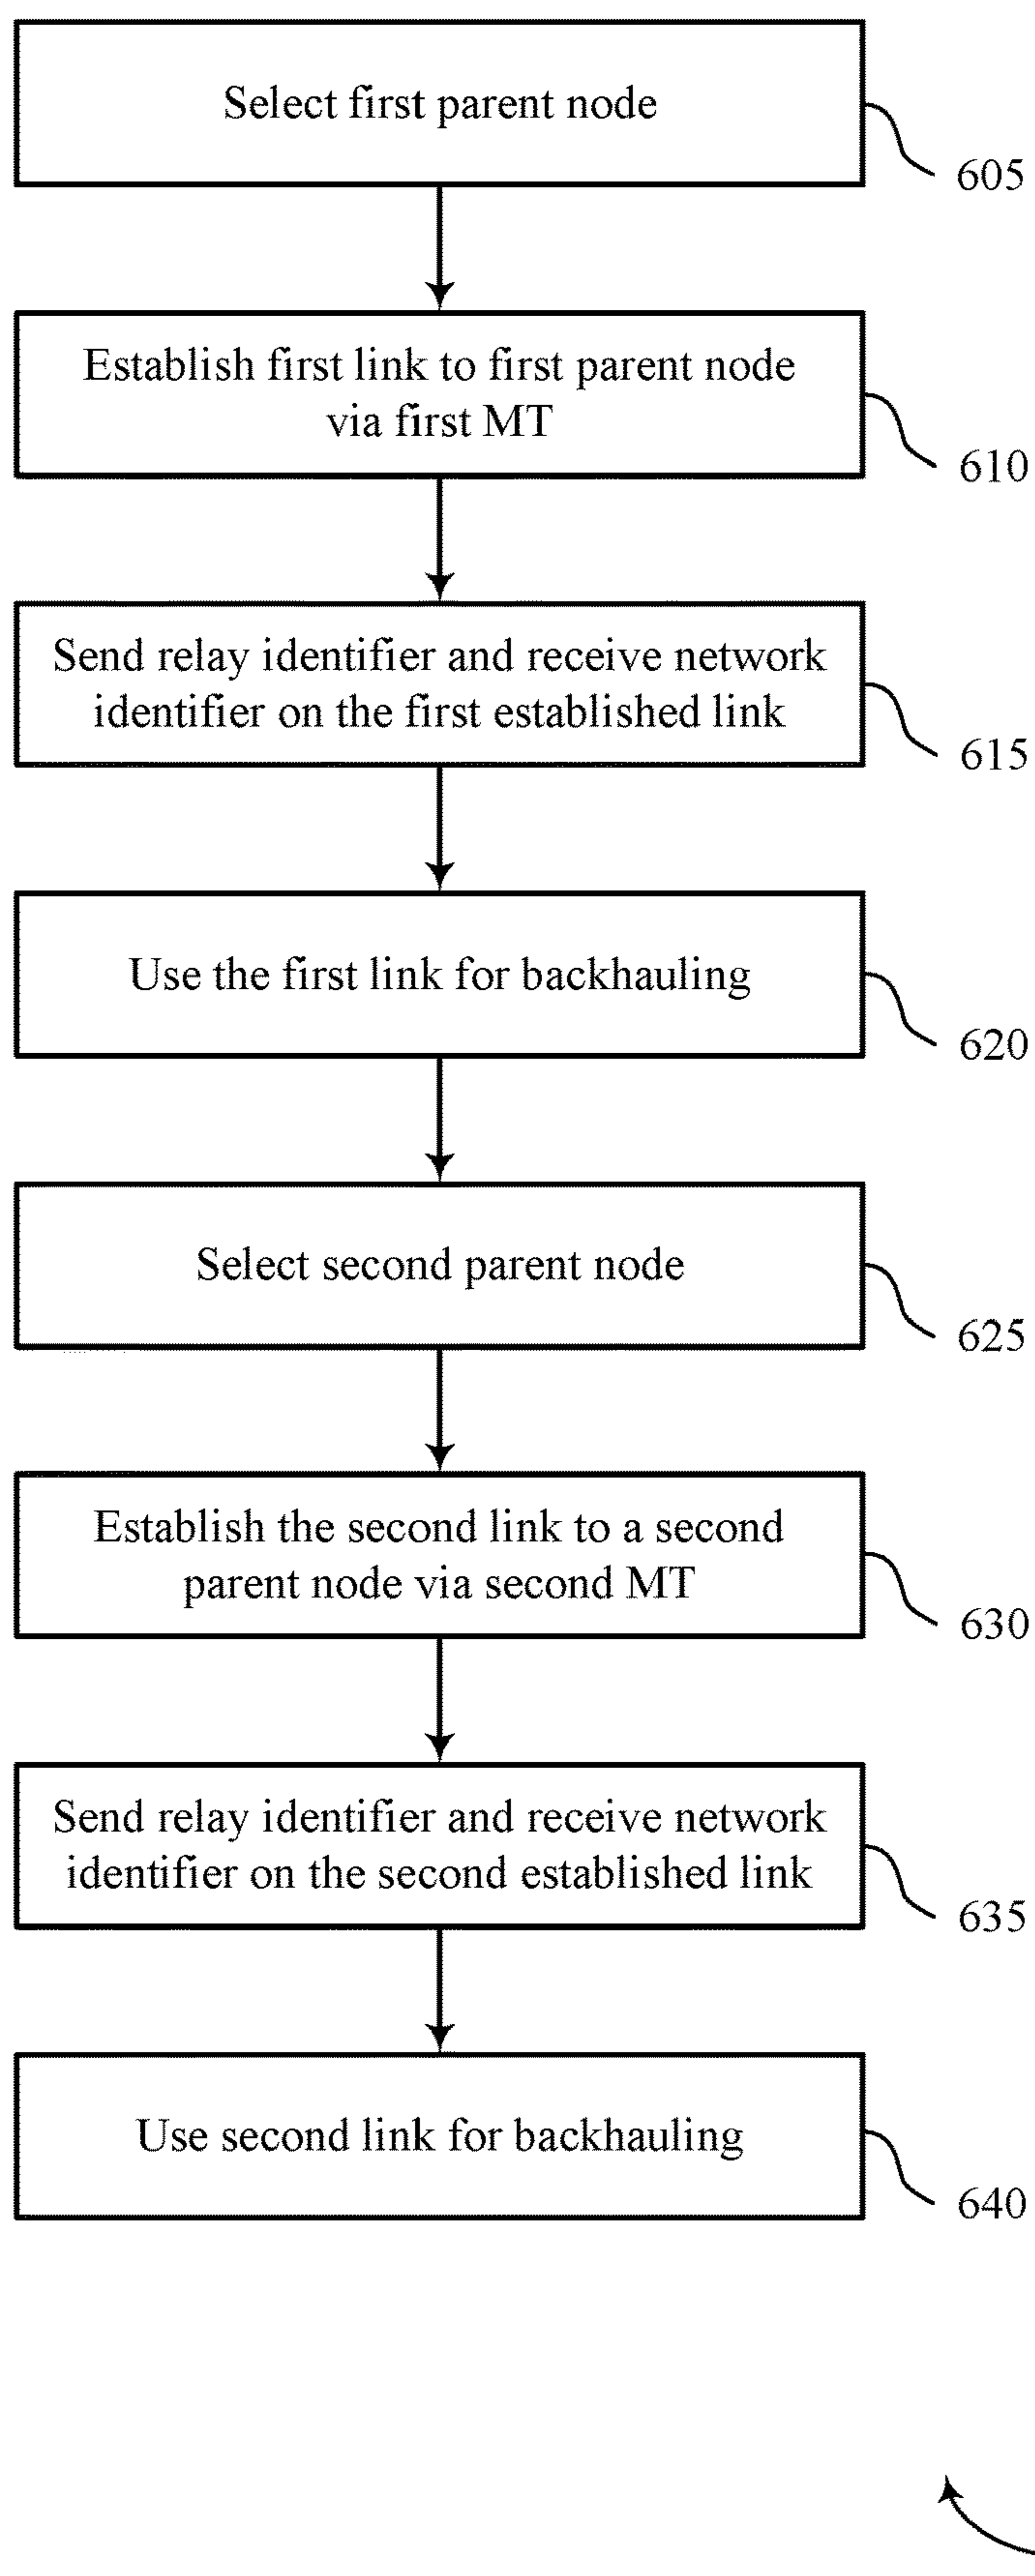 Select first parent node
605
Establish first link to first parent node
via first MT
610
Send relay identifier and receive network
identifier on the first established link
615
Use the first link for backhauling
620
Select second parent node
625
Establish the second link to a second
parent node via second MT
630
Send relay identifier and receive network
identifier on the second established link
635
Use second link for backhauling
640